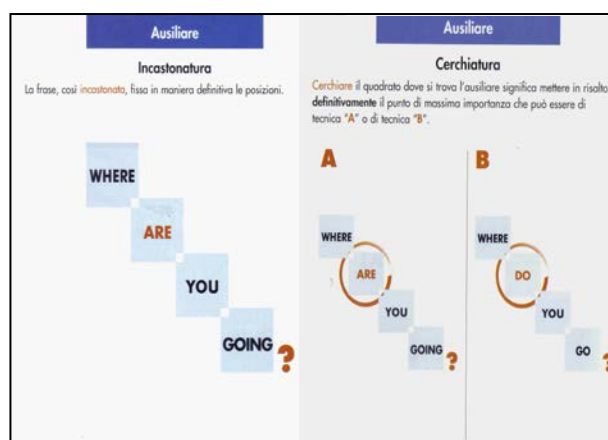 Ausiliare
Incastonatura
La frase, così incastonata, fissa in maniera definitiva le posizioni.
WHERE
ARE
YOU
GOING ?
Ausiliare
Cerchiatura
Cerchiare il quadrato dove si trova l'ausiliare significa mettere in risalto
definitivamente il punto di massima importanza che può essere di
tecnica "A" o di tecnica "B".
A
WHERE
ARE
YOU
GOING ?
B
WHERE
DO
YOU
GO ?